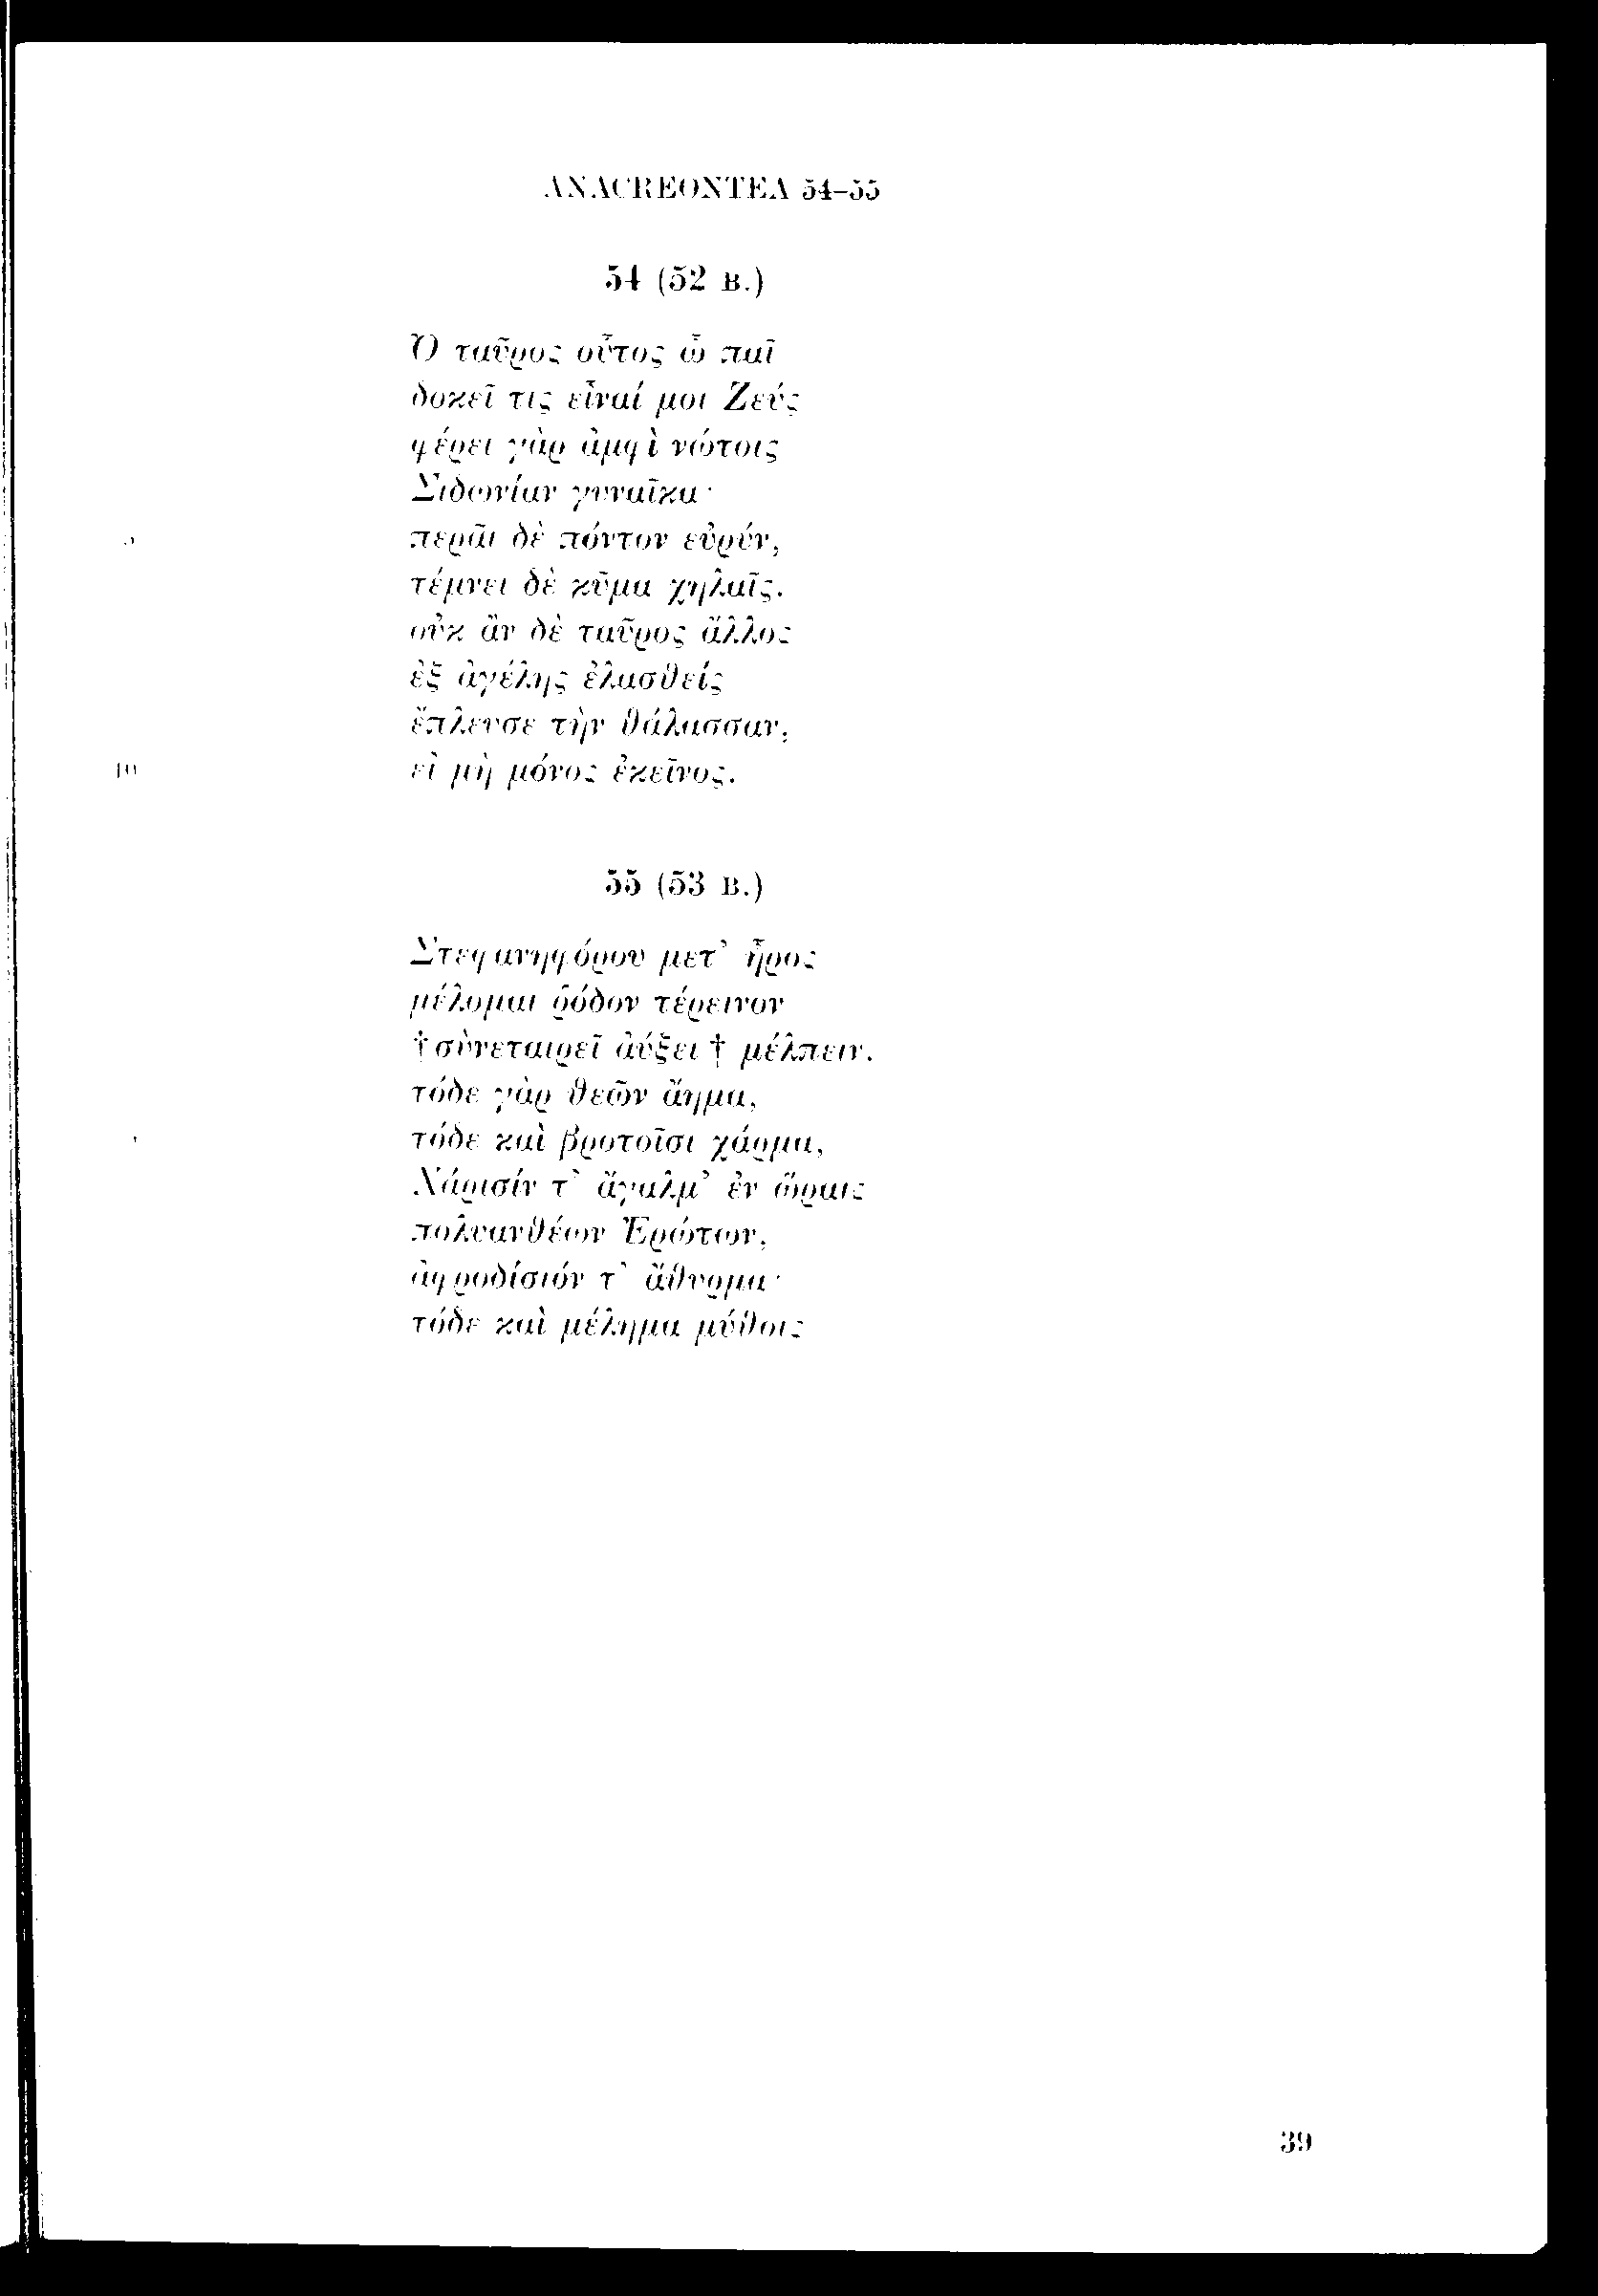 ANACREONTEA 54–55
54 (52 B.)
Ὁ ταῦρος οὗτος ὦ παῖ
δοκεῖ τις εἶναί μοι Ζεύς
φέρει γὰρ ἀμφὶ νώτοις
Σιδωνίαν γυναῖκα·
5 περᾶι δὲ πόντον εὐρύν,
τέμνει δὲ κῦμα χηλαῖς.
οὐκ ἂν δὲ ταῦρος ἄλλος
ἐξ ἀγέλης ἐλασθείς
ἔπλευσε τὴν θάλασσαν,
10 εἰ μὴ μόνος ἐκεῖνος.
55 (53 B.)
Στεφανηφόρου μετ' ἦρος
μέλομαι ῥόδον τέρεινον
† σὺνεταιρεῖ ἀύξει † μέλπειν.
τόδε γὰρ θεῶν ἄημα,
τόδε καὶ βροτοῖσι χάρμα,
Χάρισίν τ' ἄγαλμ' ἐν ὥραις
πολυανθέων Ἐρώτων,
ἀφροδίσιόν τ' ἄθυρμα·
τόδε καὶ μέλημα μύθοις
39